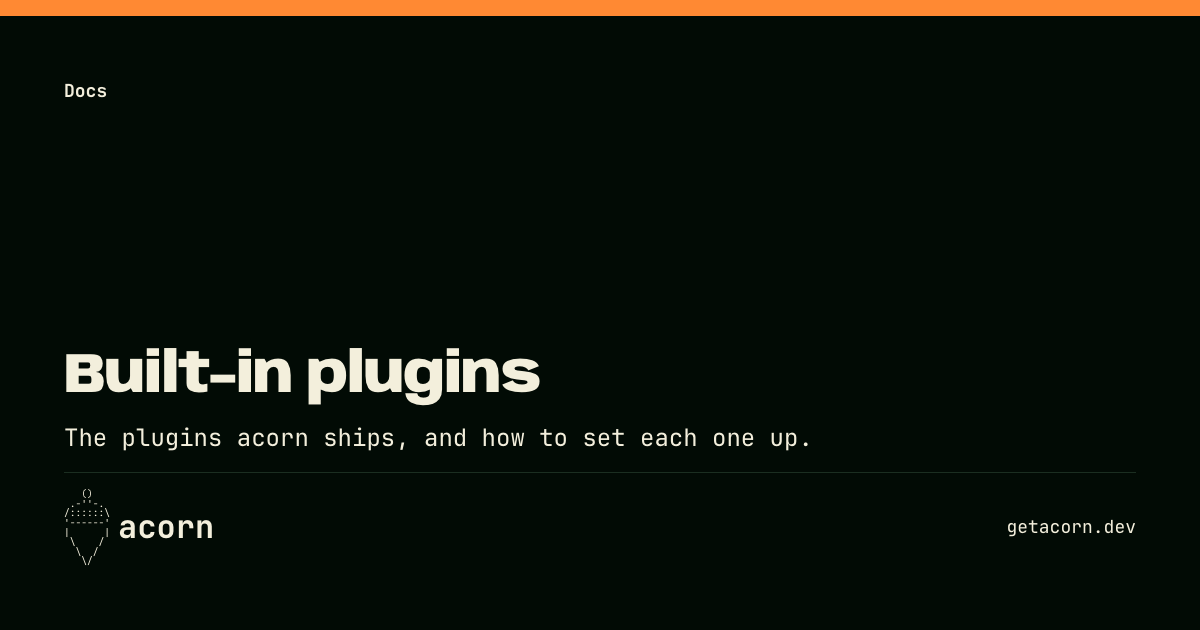 Docs
Built-in plugins
The plugins acorn ships, and how to set each one up.
acorn
getacorn.dev